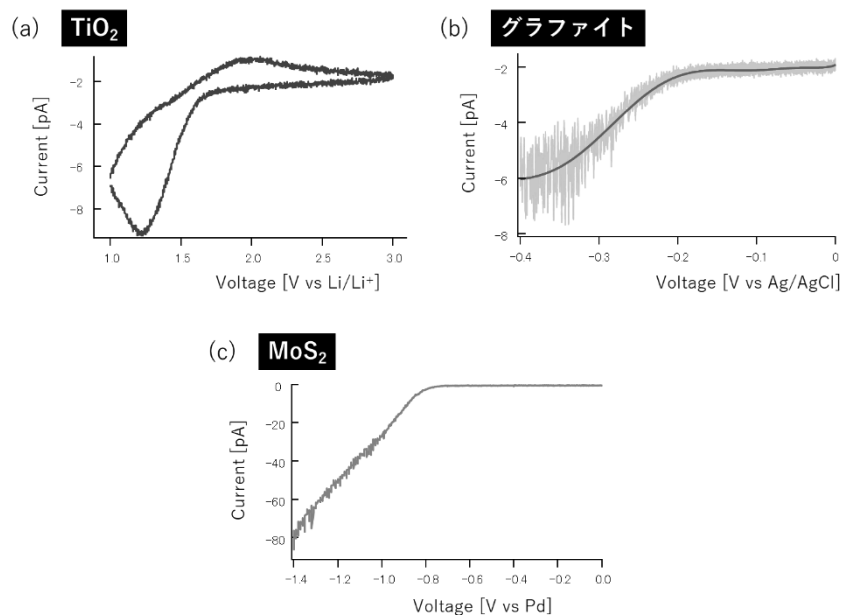 (a) TiO₂
Current [pA]
-2
-4
-6
-8
1.0 1.5 2.0 2.5 3.0
Voltage [V vs Li/Li⁺]
(b) グラファイト
Current [pA]
-2
-4
-6
-8
-0.4 -0.3 -0.2 -0.1 0
Voltage [V vs Ag/AgCl]
(c) MoS₂
Current [pA]
0
-20
-40
-60
-80
-1.4 -1.2 -1.0 -0.8 -0.6 -0.4 -0.2 0.0
Voltage [V vs Pd]